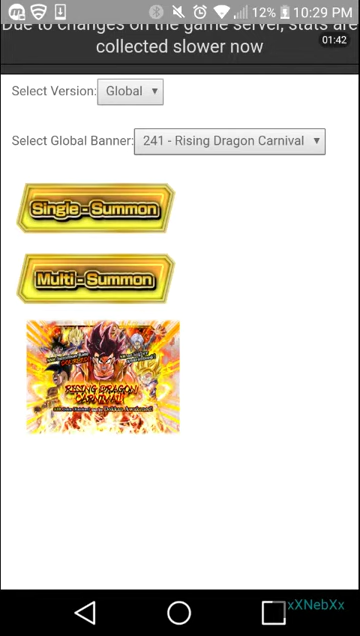 12% 10:29 PM
Due to changes on the game server, stats are
collected slower now
01:42
Select Version: Global
Select Global Banner: 241 - Rising Dragon Carnival
Single-Summon
Multi-Summon
RISING DRAGON
CARNIVAL!
xXNebXx